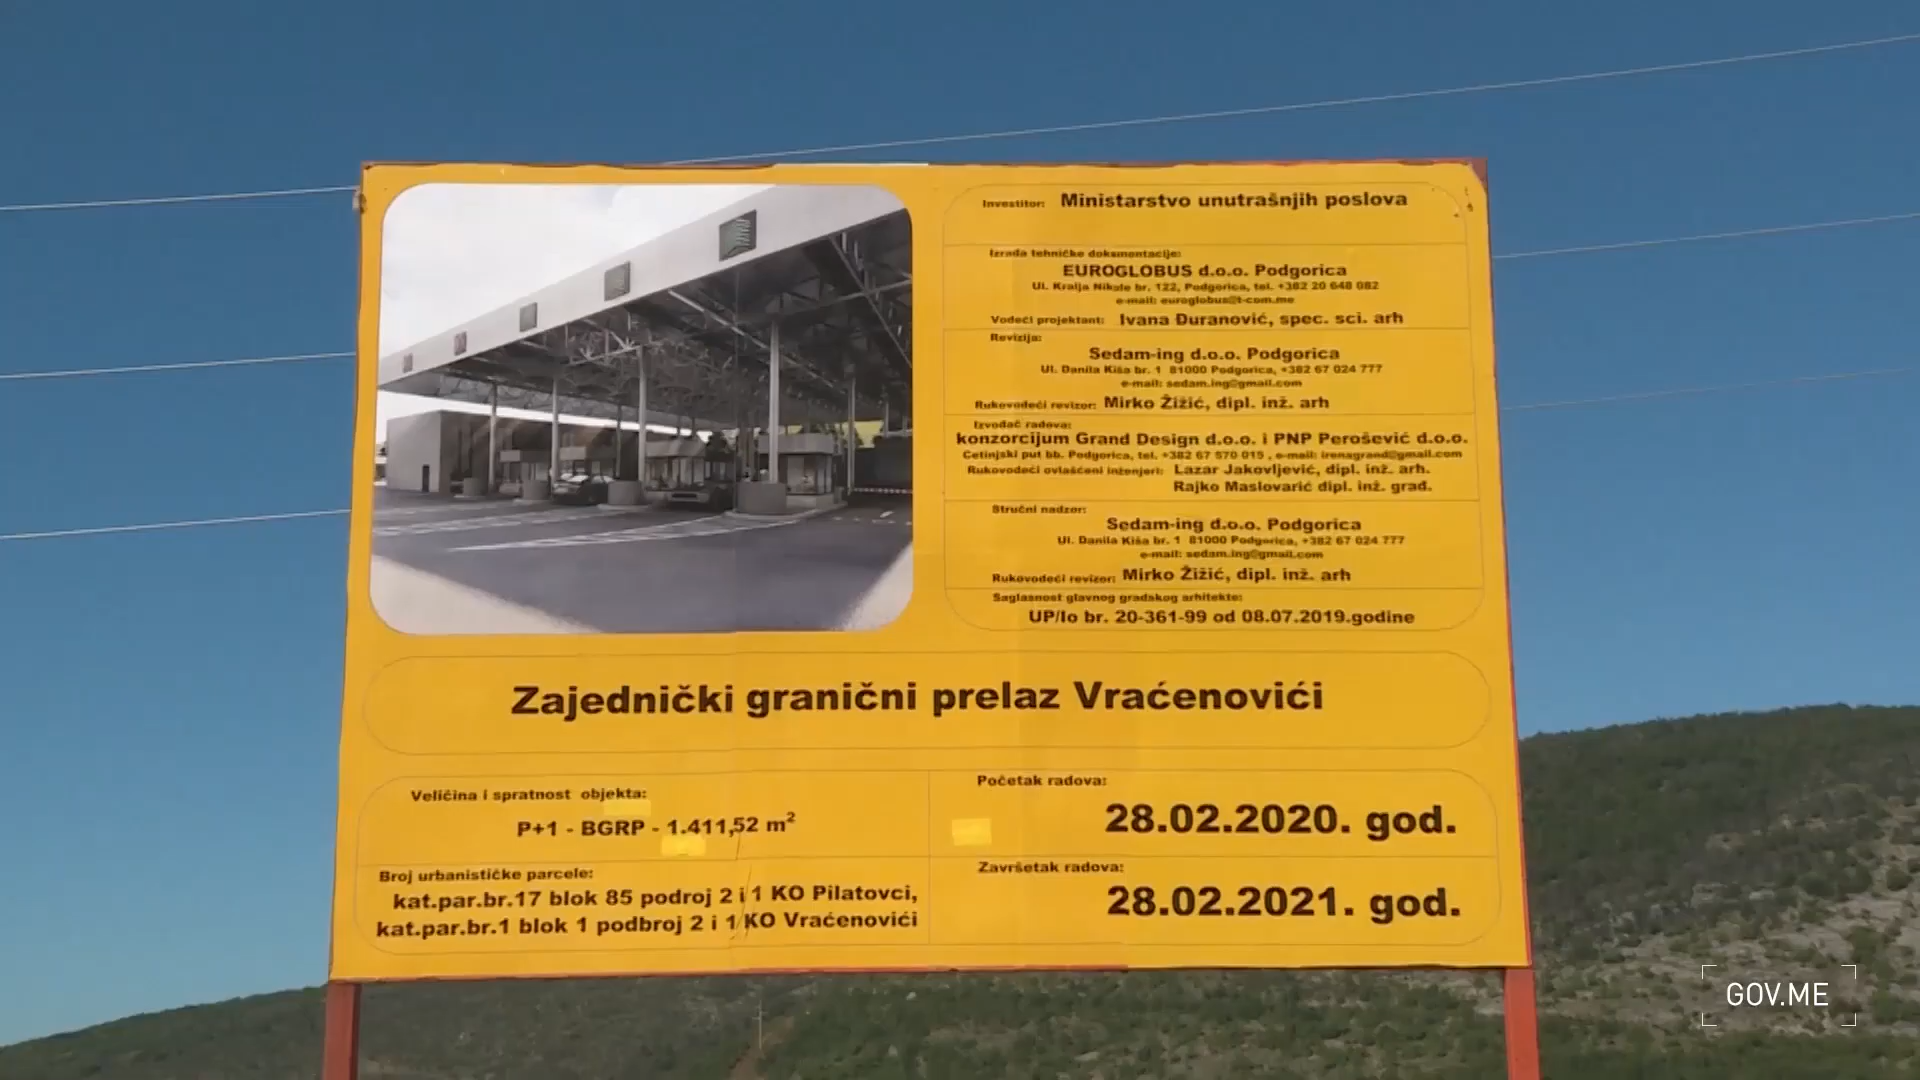 Investitor: Ministarstvo unutrašnjih poslova
Izrada tehničke dokumentacije:
EUROGLOBUS d.o.o. Podgorica
Ul. Kralja Nikole br. 122, Podgorica, tel. +382 20 648 082
e-mail: euroglobus@t-com.me
Vodeći projektant: Ivana Đuranović, spec. sci. arh
Revizija:
Sedam-ing d.o.o. Podgorica
Ul. Danila Kiša br. 1 81000 Podgorica, +382 67 024 777
e-mail: sedam.ing@gmail.com
Rukovodeći revizor: Mirko Žižić, dipl. inž. arh
Izvođač radova:
konzorcijum Grand Design d.o.o. i PNP Perošević d.o.o.
Cetinjski put bb. Podgorica, tel. +382 67 570 015 , e-mail: irenagrand@gmail.com
Rukovodeći ovlašćeni inženjeri: Lazar Jakovljević, dipl. inž. arh.
Rajko Maslovarić dipl. inž. građ.
Stručni nadzor:
Sedam-ing d.o.o. Podgorica
Ul. Danila Kiša br. 1 81000 Podgorica, +382 67 024 777
e-mail: sedam.ing@gmail.com
Rukovodeći revizor: Mirko Žižić, dipl. inž. arh
Saglasnost glavnog gradskog arhitekte:
UP/Io br. 20-361-99 od 08.07.2019.godine
Zajednički granični prelaz Vraćenovići
Veličina i spratnost objekta:
P+1 - BGRP - 1.411,52 m²
Broj urbanističke parcele:
kat.par.br.17 blok 85 podroj 2 i 1 KO Pilatovci,
kat.par.br.1 blok 1 podbroj 2 i 1 KO Vraćenovići
Početak radova:
28.02.2020. god.
Završetak radova:
28.02.2021. god.
GOV.ME